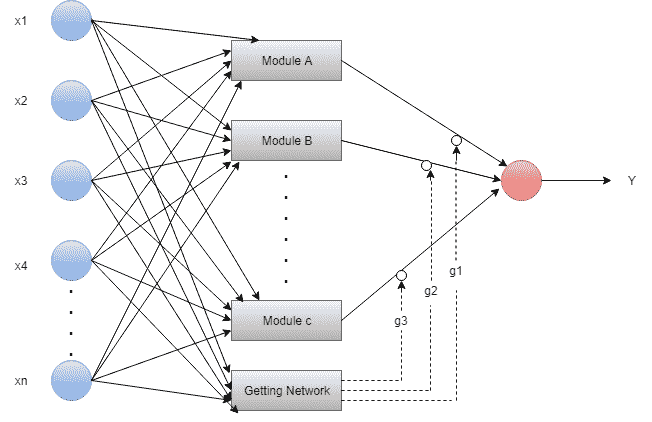 x1
Module A
x2
Module B
x3
Y
x4
g1
g2
g3
Module c
xn
Getting Network